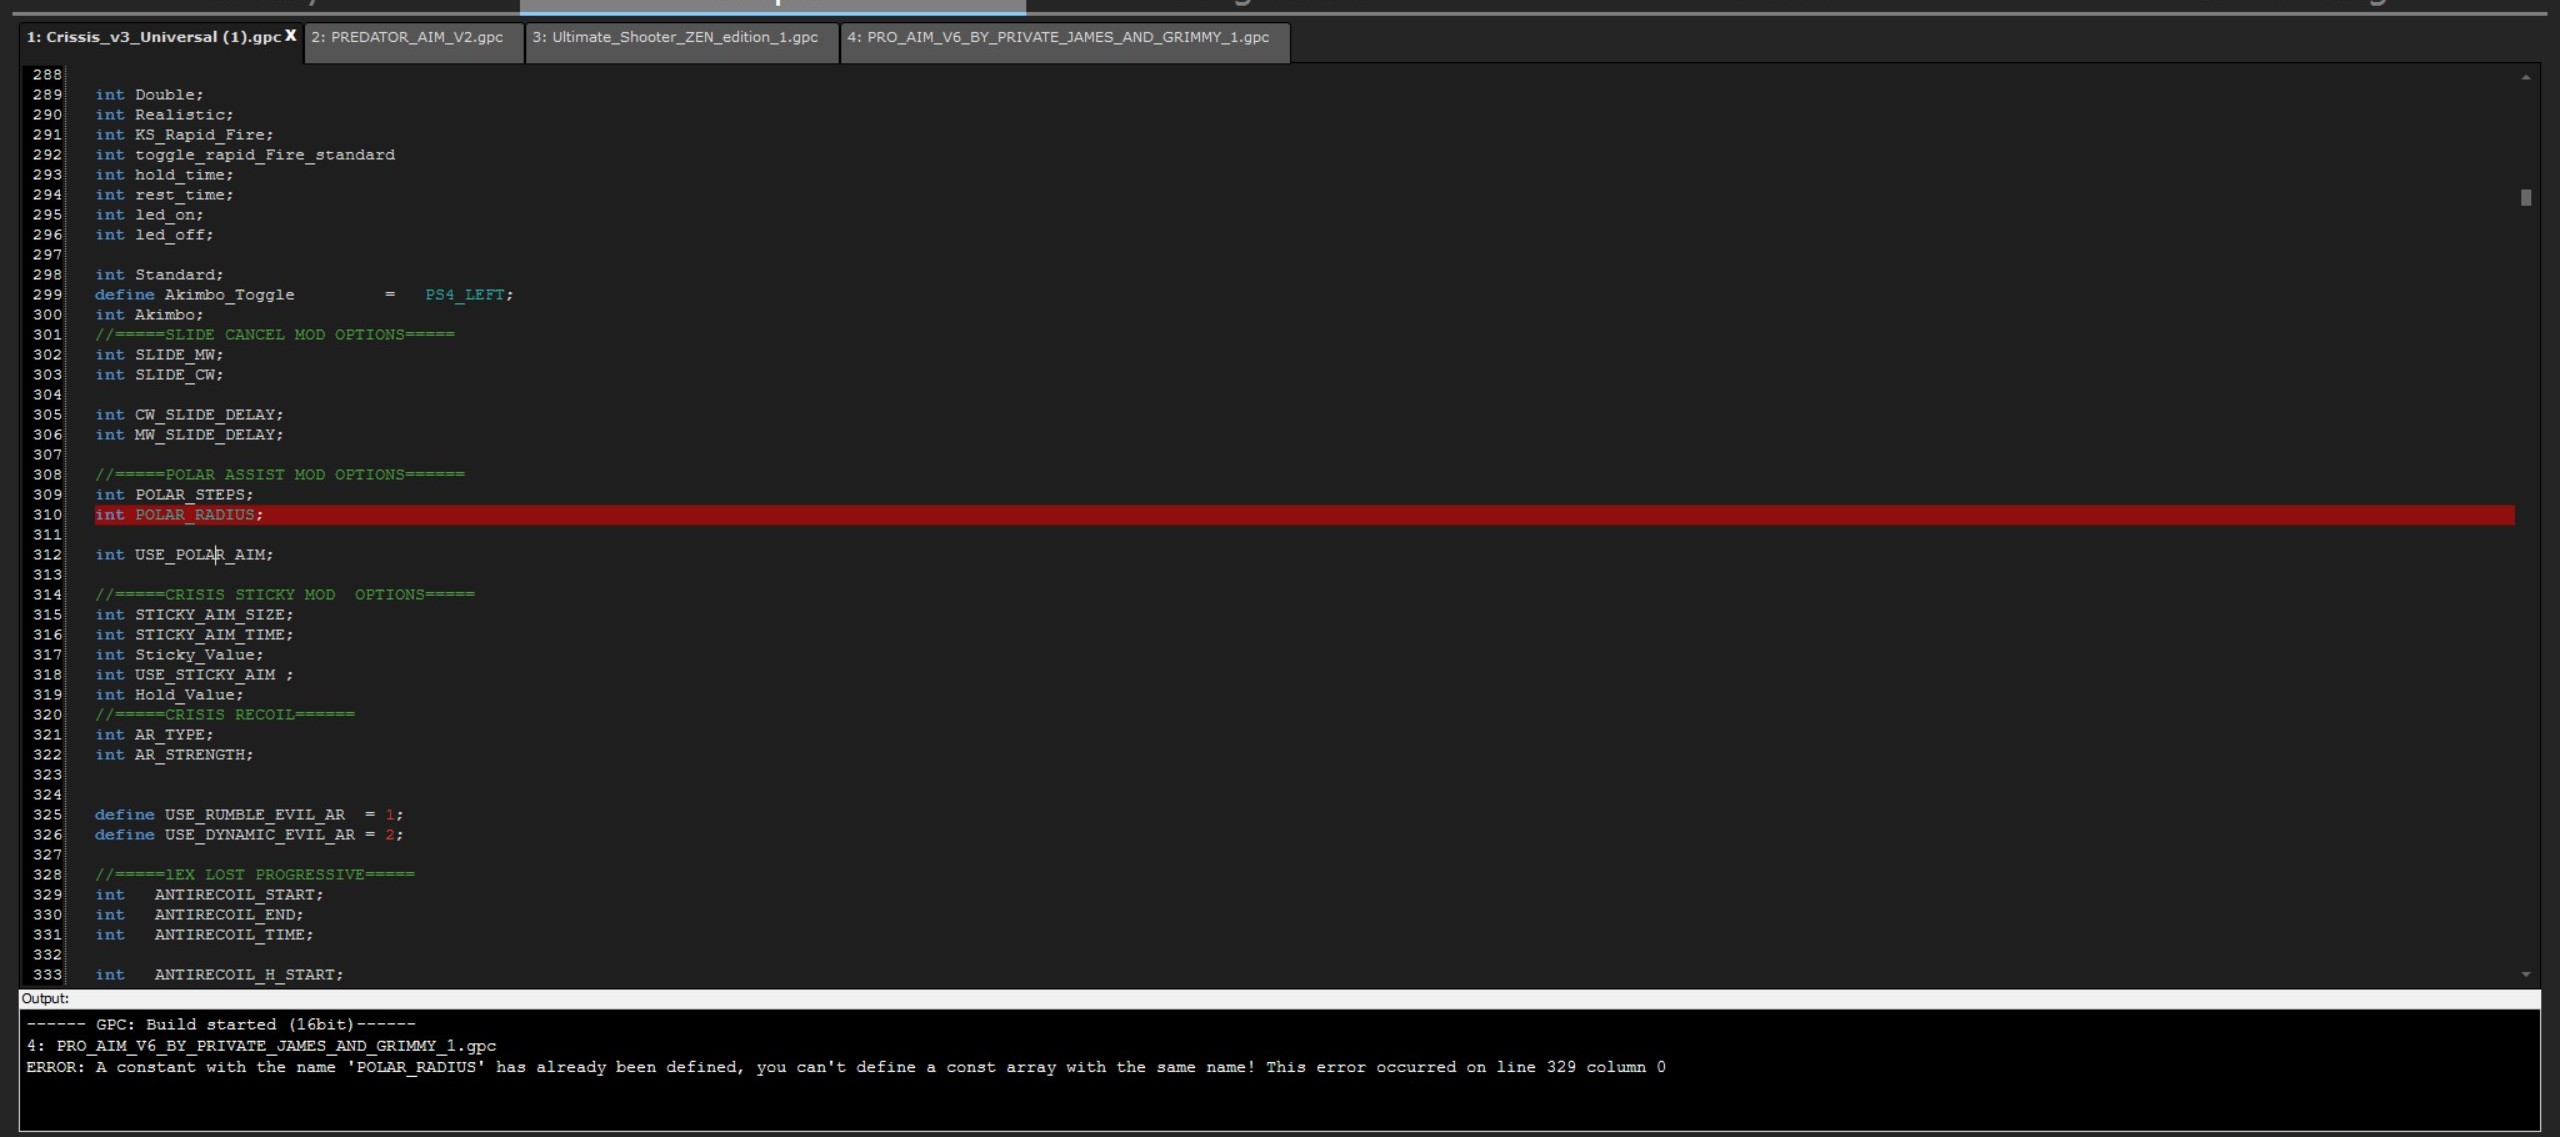 1: Crissis_v3_Universal (1).gpc X 2: PREDATOR_AIM_V2.gpc 3: Ultimate_Shooter_ZEN_edition_1.gpc 4: PRO_AIM_V6_BY_PRIVATE_JAMES_AND_GRIMMY_1.gpc
288
289 int Double;
290 int Realistic;
291 int KS_Rapid_Fire;
292 int toggle_rapid_Fire_standard
293 int hold_time;
294 int rest_time;
295 int led_on;
296 int led_off;
297
298 int Standard;
299 define Akimbo_Toggle = PS4_LEFT;
300 int Akimbo;
301 //=====SLIDE CANCEL MOD OPTIONS=====
302 int SLIDE_MW;
303 int SLIDE_CW;
304
305 int CW_SLIDE_DELAY;
306 int MW_SLIDE_DELAY;
307
308 //=====POLAR ASSIST MOD OPTIONS======
309 int POLAR_STEPS;
310 int POLAR_RADIUS;
311
312 int USE_POLAR_AIM;
313
314 //=====CRISIS STICKY MOD  OPTIONS=====
315 int STICKY_AIM_SIZE;
316 int STICKY_AIM_TIME;
317 int Sticky_Value;
318 int USE_STICKY_AIM ;
319 int Hold_Value;
320 //=====CRISIS RECOIL======
321 int AR_TYPE;
322 int AR_STRENGTH;
323
324
325 define USE_RUMBLE_EVIL_AR  = 1;
326 define USE_DYNAMIC_EVIL_AR = 2;
327
328 //=====lEX LOST PROGRESSIVE=====
329 int   ANTIRECOIL_START;
330 int   ANTIRECOIL_END;
331 int   ANTIRECOIL_TIME;
332
333 int   ANTIRECOIL_H_START;
Output:
------ GPC: Build started (16bit)------
4: PRO_AIM_V6_BY_PRIVATE_JAMES_AND_GRIMMY_1.gpc
ERROR: A constant with the name 'POLAR_RADIUS' has already been defined, you can't define a const array with the same name! This error occurred on line 329 column 0